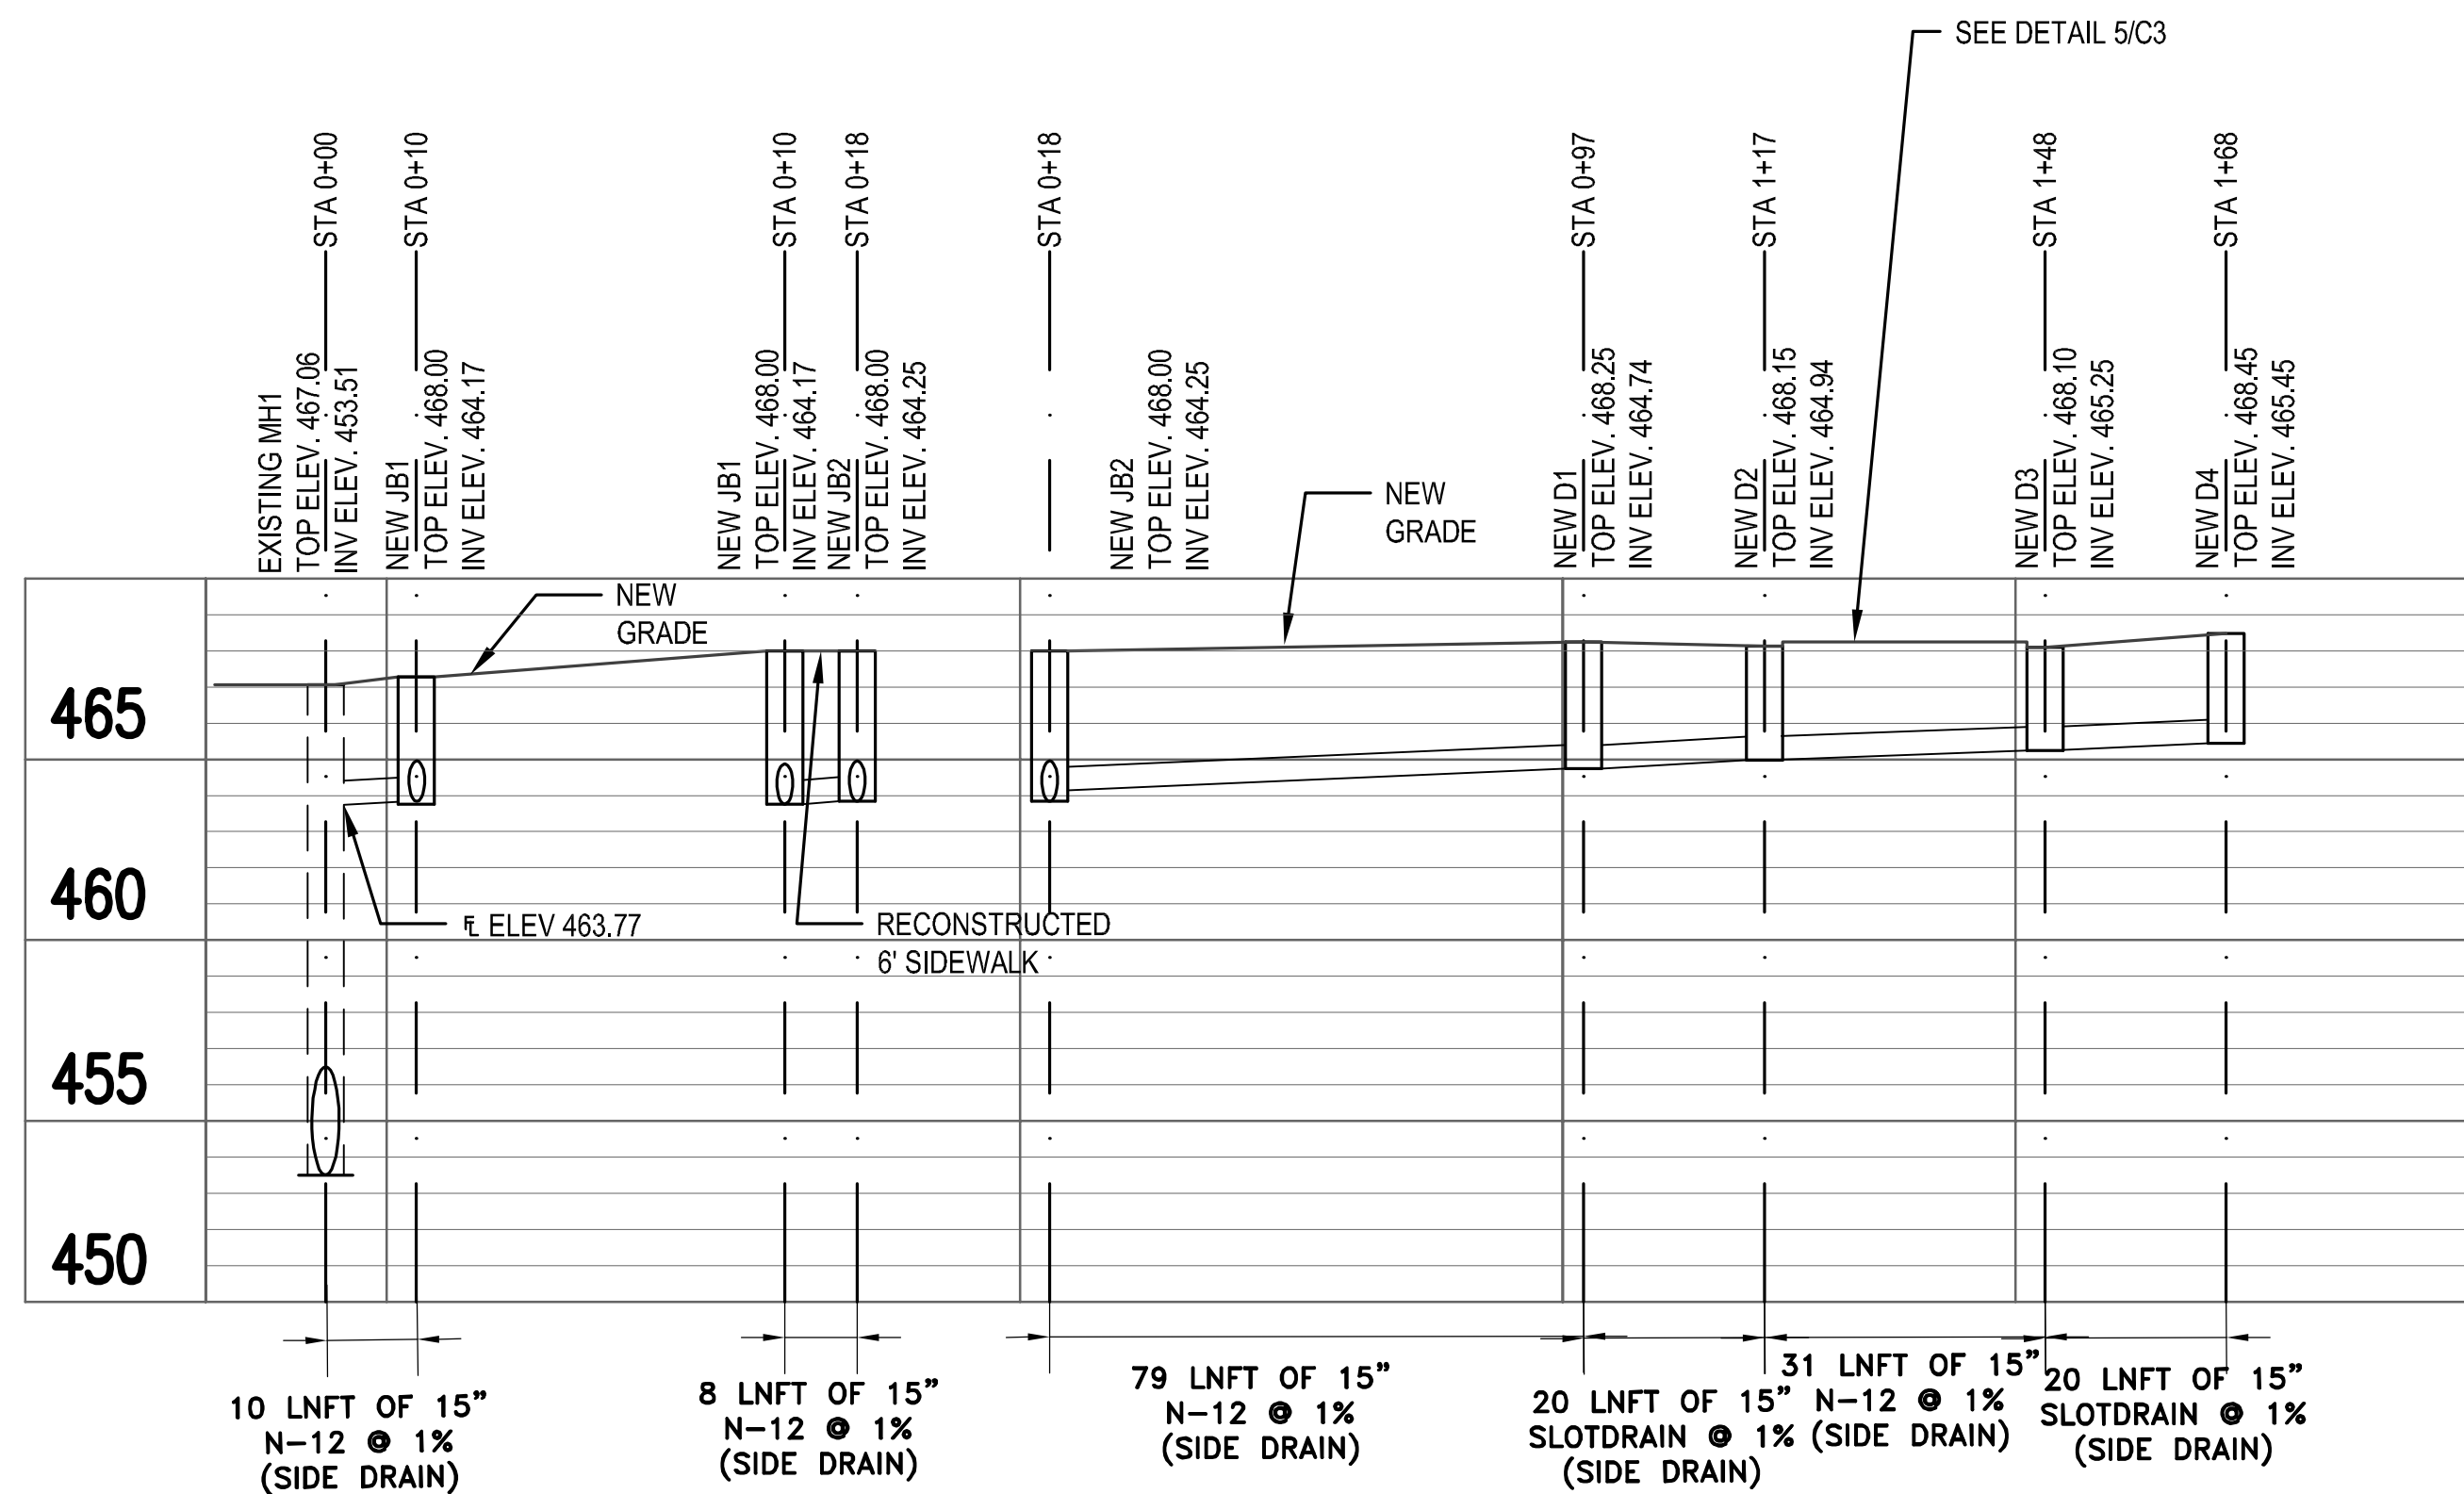 SEE DETAIL 5/C3
STA 0+00
STA 0+10
STA 0+10
STA 0+18
STA 0+18
STA 0+97
STA 1+17
STA 1+48
STA 1+68
EXISTING MH1
TOP ELEV. 467.06
INV ELEV. 453.51
NEW JB1
TOP ELEV. 468.00
INV ELEV. 464.17
NEW JB1
TOP ELEV. 468.00
INV ELEV. 464.17
NEW JB2
TOP ELEV. 468.00
INV ELEV. 464.25
NEW JB2
TOP ELEV. 468.00
INV ELEV. 464.25
NEW D1
TOP ELEV. 468.25
INV ELEV. 464.74
NEW D2
TOP ELEV. 468.15
INV ELEV. 464.94
NEW D3
TOP ELEV. 468.10
INV ELEV. 465.25
NEW D4
TOP ELEV. 468.45
INV ELEV. 465.45
NEW
GRADE
NEW
GRADE
465
460
455
450
FL ELEV 463.77
RECONSTRUCTED
6' SIDEWALK
10 LNFT OF 15"
N-12 @ 1%
(SIDE DRAIN)
8 LNFT OF 15"
N-12 @ 1%
(SIDE DRAIN)
79 LNFT OF 15"
N-12 @ 1%
(SIDE DRAIN)
20 LNFT OF 15"
SLOTDRAIN @ 1%
(SIDE DRAIN)
31 LNFT OF 15"
N-12 @ 1%
(SIDE DRAIN)
20 LNFT OF 15"
SLOTDRAIN @ 1%
(SIDE DRAIN)